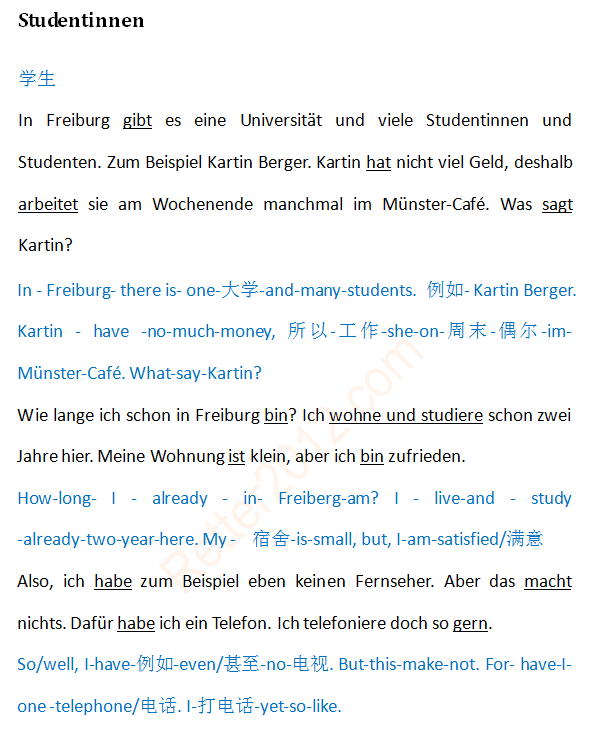 Studentinnen
学生
In Freiburg gibt es eine Universität und viele Studentinnen und
Studenten. Zum Beispiel Kartin Berger. Kartin hat nicht viel Geld, deshalb
arbeitet sie am Wochenende manchmal im Münster-Café. Was sagt
Kartin?
In - Freiburg- there is- one-大学-and-many-students. 例如- Kartin Berger.
Kartin - have -no-much-money, 所以-工作-she-on-周末-偶尔-im-
Münster-Café. What-say-Kartin?
Wie lange ich schon in Freiburg bin? Ich wohne und studiere schon zwei
Jahre hier. Meine Wohnung ist klein, aber ich bin zufrieden.
How-long- I - already - in- Freiberg-am? I - live-and - study
-already-two-year-here. My - 宿舍-is-small, but, I-am-satisfied/满意
Also, ich habe zum Beispiel eben keinen Fernseher. Aber das macht
nichts. Dafür habe ich ein Telefon. Ich telefoniere doch so gern.
So/well, I-have-例如-even/甚至-no-电视. But-this-make-not. For- have-I-
one -telephone/电话. I-打电话-yet-so-like.
Retter2012.com